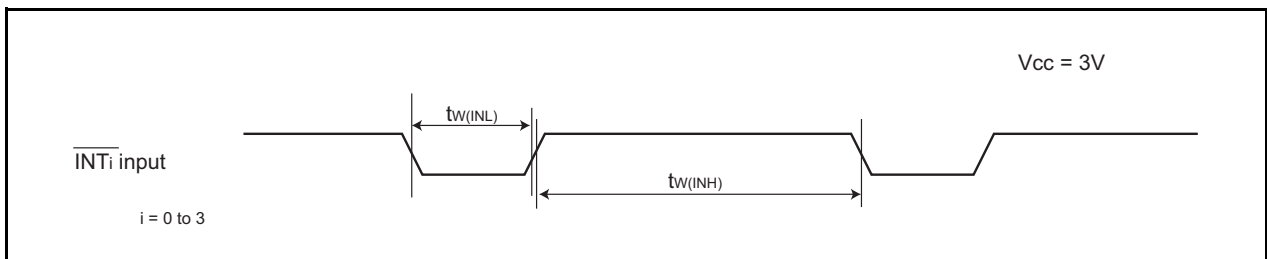 Vcc = 3V
tW(INL)
INTi input
tW(INH)
i = 0 to 3